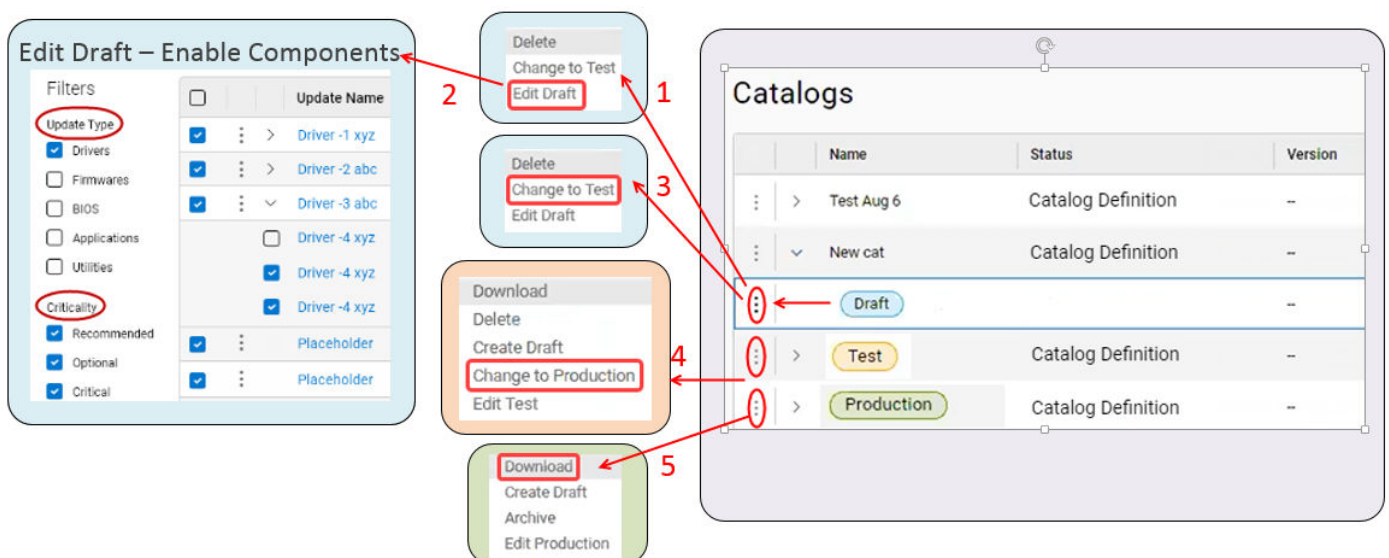 Edit Draft – Enable Components
Filters
Update Type
Drivers
Firmwares
BIOS
Applications
Utilities
Criticality
Recommended
Optional
Critical
Update Name
Driver -1 xyz
Driver -2 abc
Driver -3 abc
Driver -4 xyz
Driver -4 xyz
Driver -4 xyz
Placeholder
Placeholder
2
Delete
Change to Test
Edit Draft
1
Delete
Change to Test
Edit Draft
3
Download
Delete
Create Draft
Change to Production
Edit Test
4
Download
Create Draft
Archive
Edit Production
5
Catalogs
Name Status Version
Test Aug 6 Catalog Definition --
New cat Catalog Definition --
Draft --
Test Catalog Definition --
Production Catalog Definition --